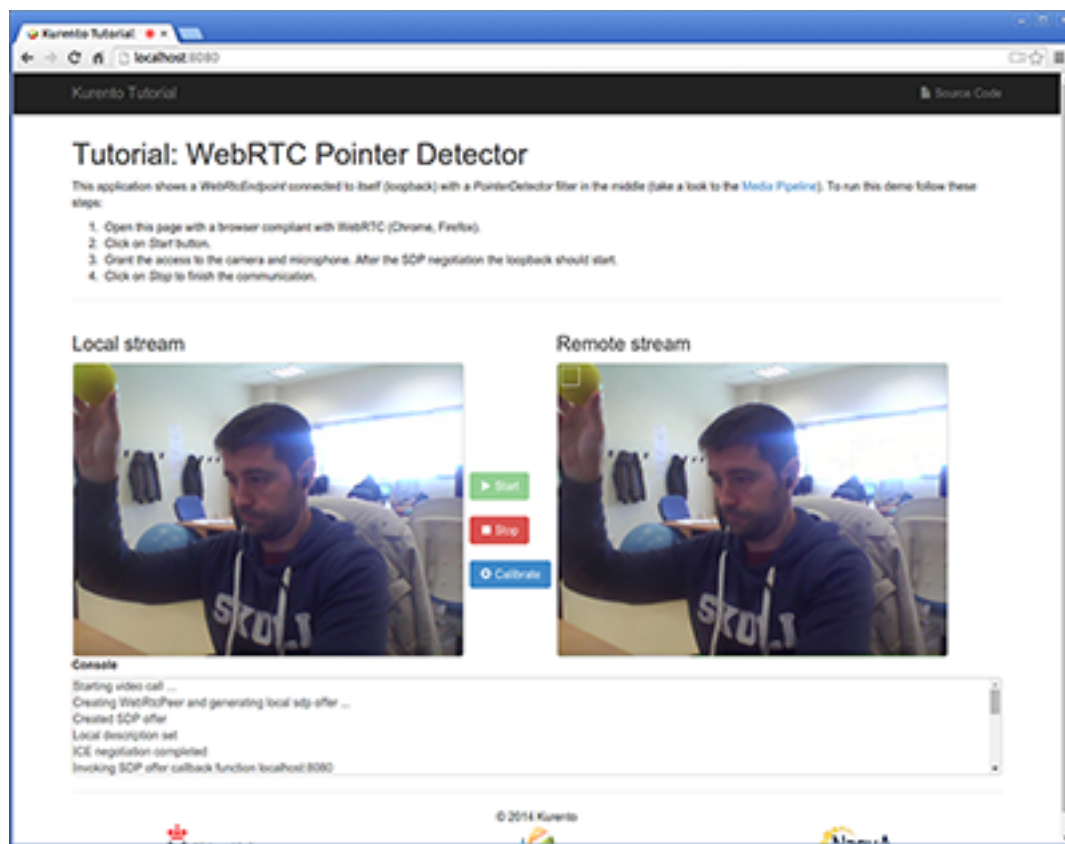 Kurento Tutorial:
localhost:8080
Kurento Tutorial
Source Code
Tutorial: WebRTC Pointer Detector
This application shows a WebRtcEndpoint connected to itself (loopback) with a PointerDetector filter in the middle (take a look to the Media Pipeline). To run this demo follow these
steps:
1. Open this page with a browser compliant with WebRTC (Chrome, Firefox).
2. Click on Start button.
3. Grant the access to the camera and microphone. After the SDP negotiation the loopback should start.
4. Click on Stop to finish the communication.
Local stream
Remote stream
Start
Stop
Calibrate
Console
Starting video call ...
Creating WebRtcPeer and generating local sdp offer ...
Created SDP offer
Local description set
ICE negotiation completed
Invoking SDP offer callback function localhost:8080
© 2014 Kurento